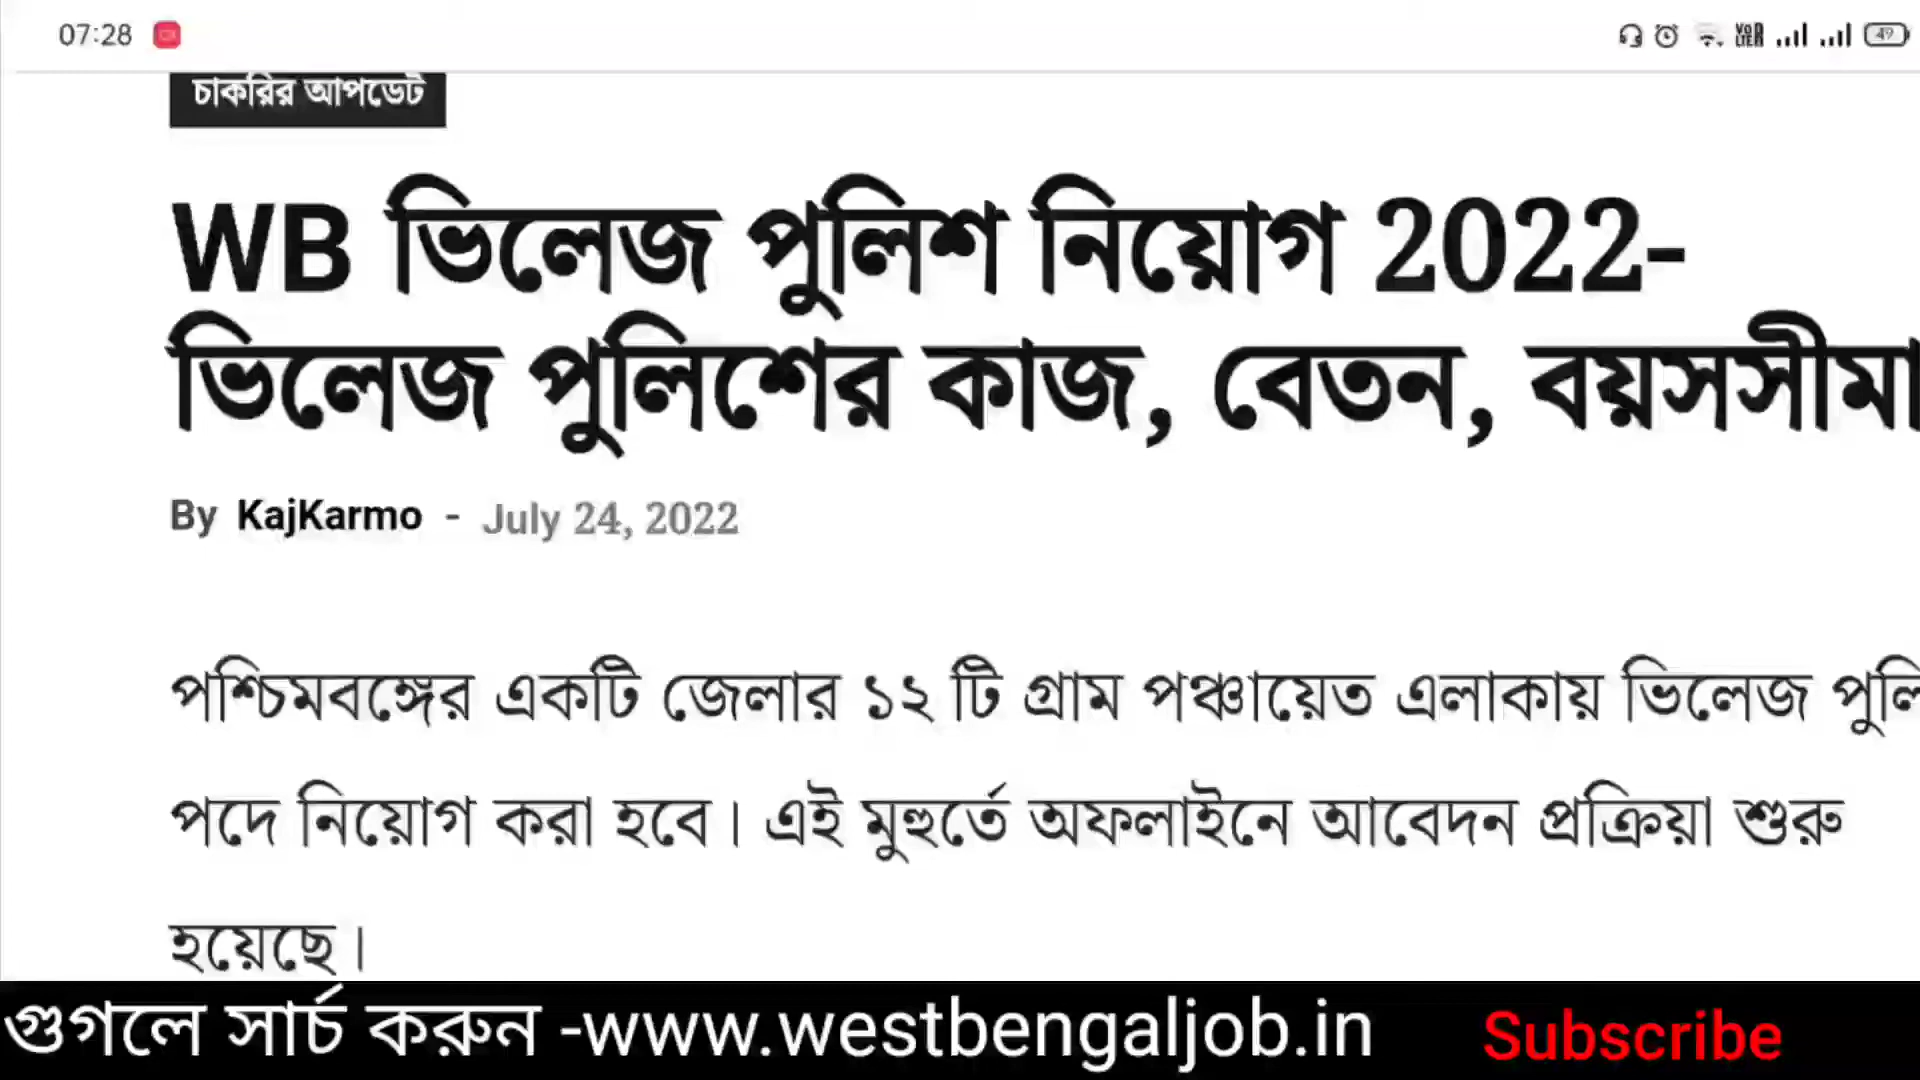 07:28
49
চাকরির আপডেট
WB ভিলেজ পুলিশ নিয়োগ 2022-
ভিলেজ পুলিশের কাজ, বেতন, বয়সসীমা
By KajKarmo - July 24, 2022
পশ্চিমবঙ্গের একটি জেলার ১২ টি গ্রাম পঞ্চায়েত এলাকায় ভিলেজ পুলি
পদে নিয়োগ করা হবে। এই মুহুর্তে অফলাইনে আবেদন প্রক্রিয়া শুরু
হয়েছে।
গুগলে সার্চ করুন -www.westbengaljob.in Subscribe